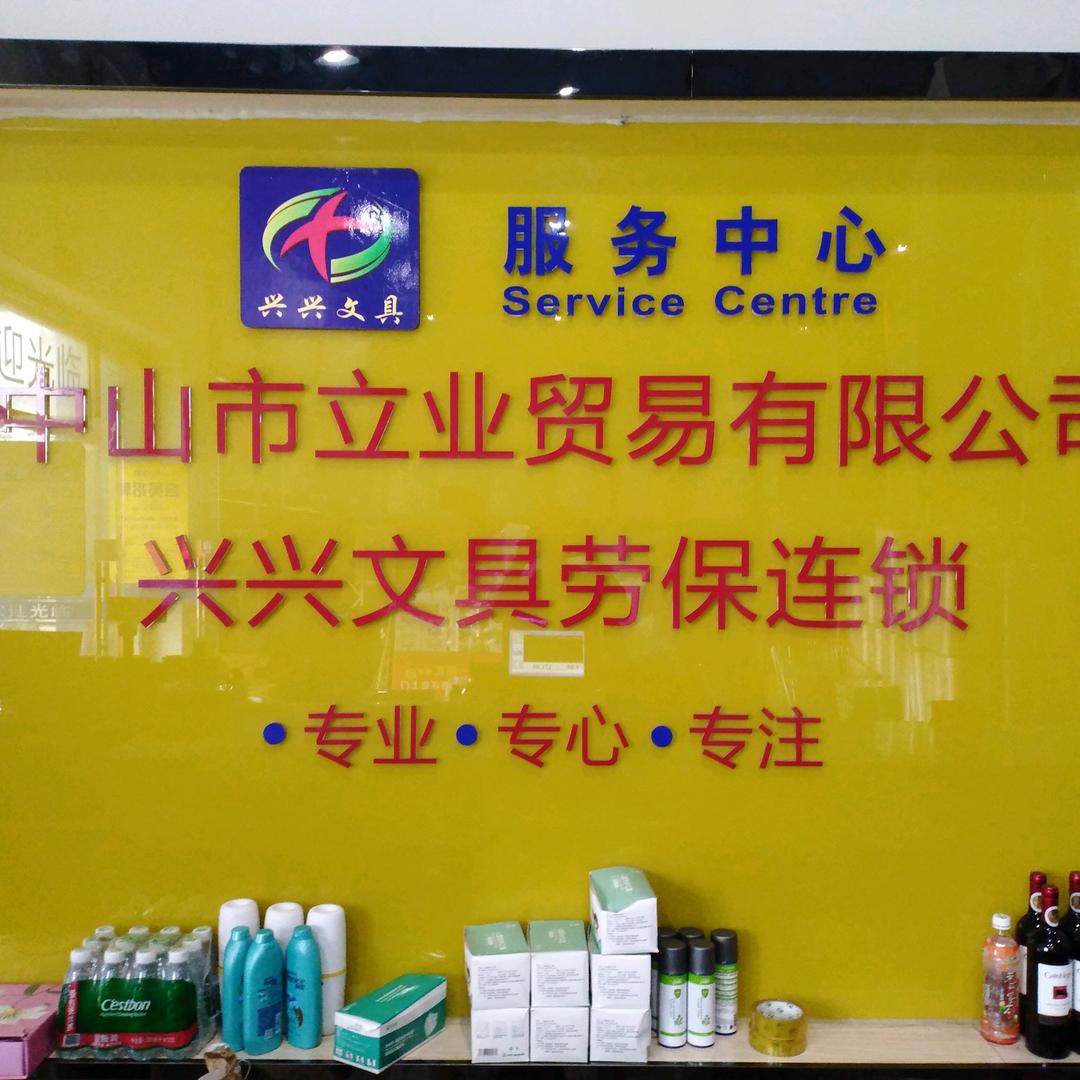 服务中心
Service Centre
兴兴文具
中山市立业贸易有限公司
兴兴文具劳保连锁
•专业•专心•专注
C'estbon